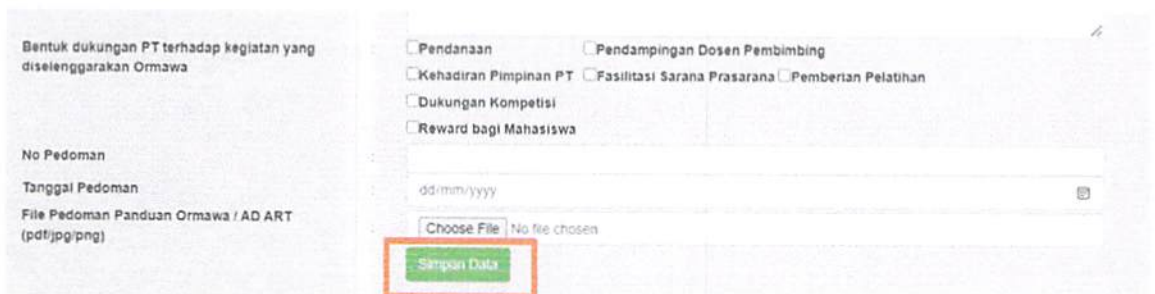 Bentuk dukungan PT terhadap kegiatan yang
diselenggarakan Ormawa
Pendanaan Pendampingan Dosen Pembimbing
Kehadiran Pimpinan PT Fasilitasi Sarana Prasarana Pemberian Pelatihan
Dukungan Kompetisi
Reward bagi Mahasiswa
No Pedoman :
Tanggal Pedoman : dd/mm/yyyy
File Pedoman Panduan Ormawa / AD ART
(pdf/jpg/png)
: Choose File No file chosen
Simpan Data